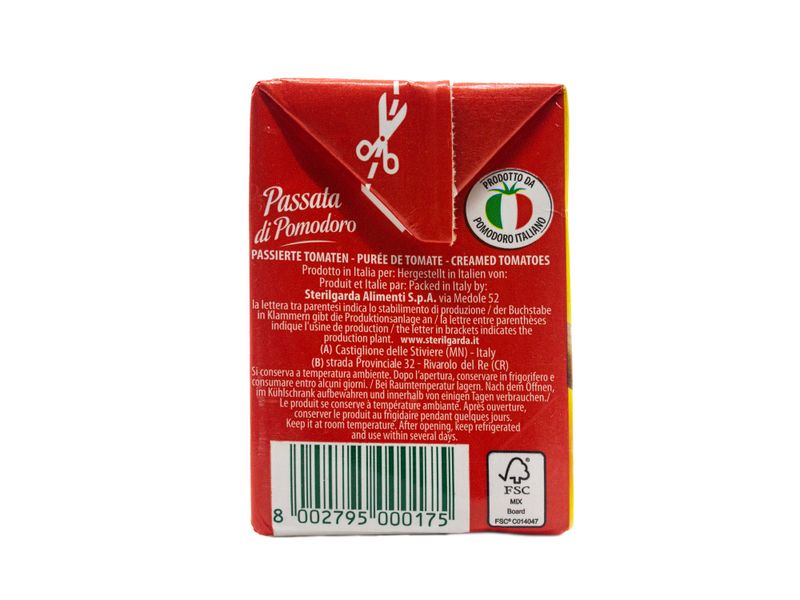 Passata
di Pomodoro
PRODOTTO DA
POMODORO ITALIANO
PASSIERTE TOMATEN - PURÉE DE TOMATE - CREAMED TOMATOES
Prodotto in Italia per: Hergestellt in Italien von:
Produit et Italie par: Packed in Italy by:
Sterilgarda Alimenti S.p.A. via Medole 52
la lettera tra parentesi indica lo stabilimento di produzione / der Buchstabe
in Klammern gibt die Produktionsanlage an / la lettre entre parenthèses
indique l'usine de production / the letter in brackets indicates the
production plant. www.sterilgarda.it
(A) Castiglione delle Stiviere (MN) - Italy
(B) strada Provinciale 32 - Rivarolo del Re (CR)
Si conserva a temperatura ambiente. Dopo l'apertura, conservare in frigorifero e
consumare entro alcuni giorni. / Bei Raumtemperatur lagern. Nach dem Öffnen,
im Kühlschrank aufbewahren und innerhalb von einigen Tagen verbrauchen./
Le produit se conserve à température ambiante. Après ouverture,
conserver le produit au frigidaire pendant quelques jours.
Keep it at room temperature. After opening, keep refrigerated
and use within several days.
8 002795 000175
FSC
MIX
Board
FSC® C014047